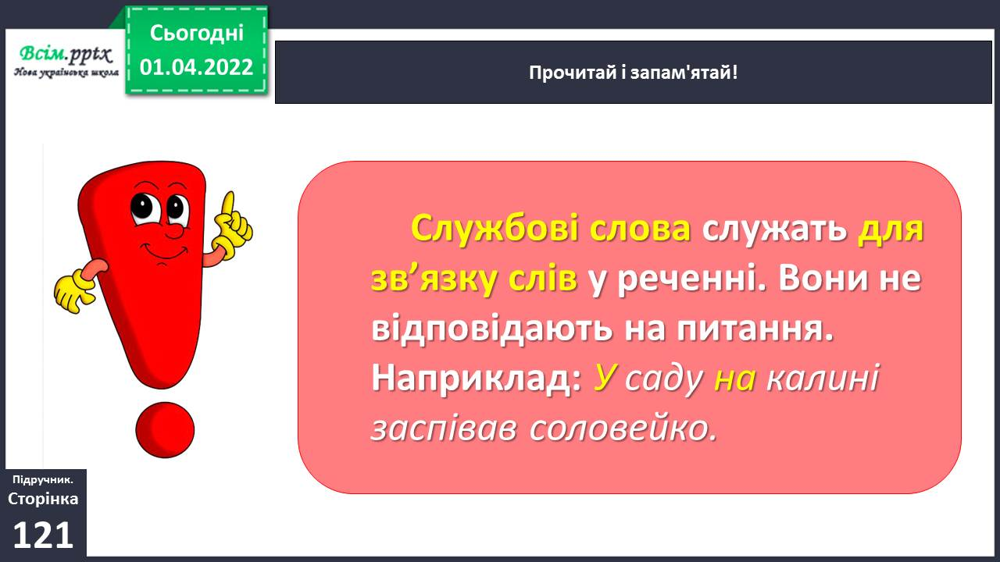 Всім.pptx
Нова українська школа
Сьогодні
01.04.2022
Прочитай і запам'ятай!
Службові слова служать для
зв’язку слів у реченні. Вони не
відповідають на питання.
Наприклад: У саду на калині
заспівав соловейко.
Підручник.
Сторінка
121